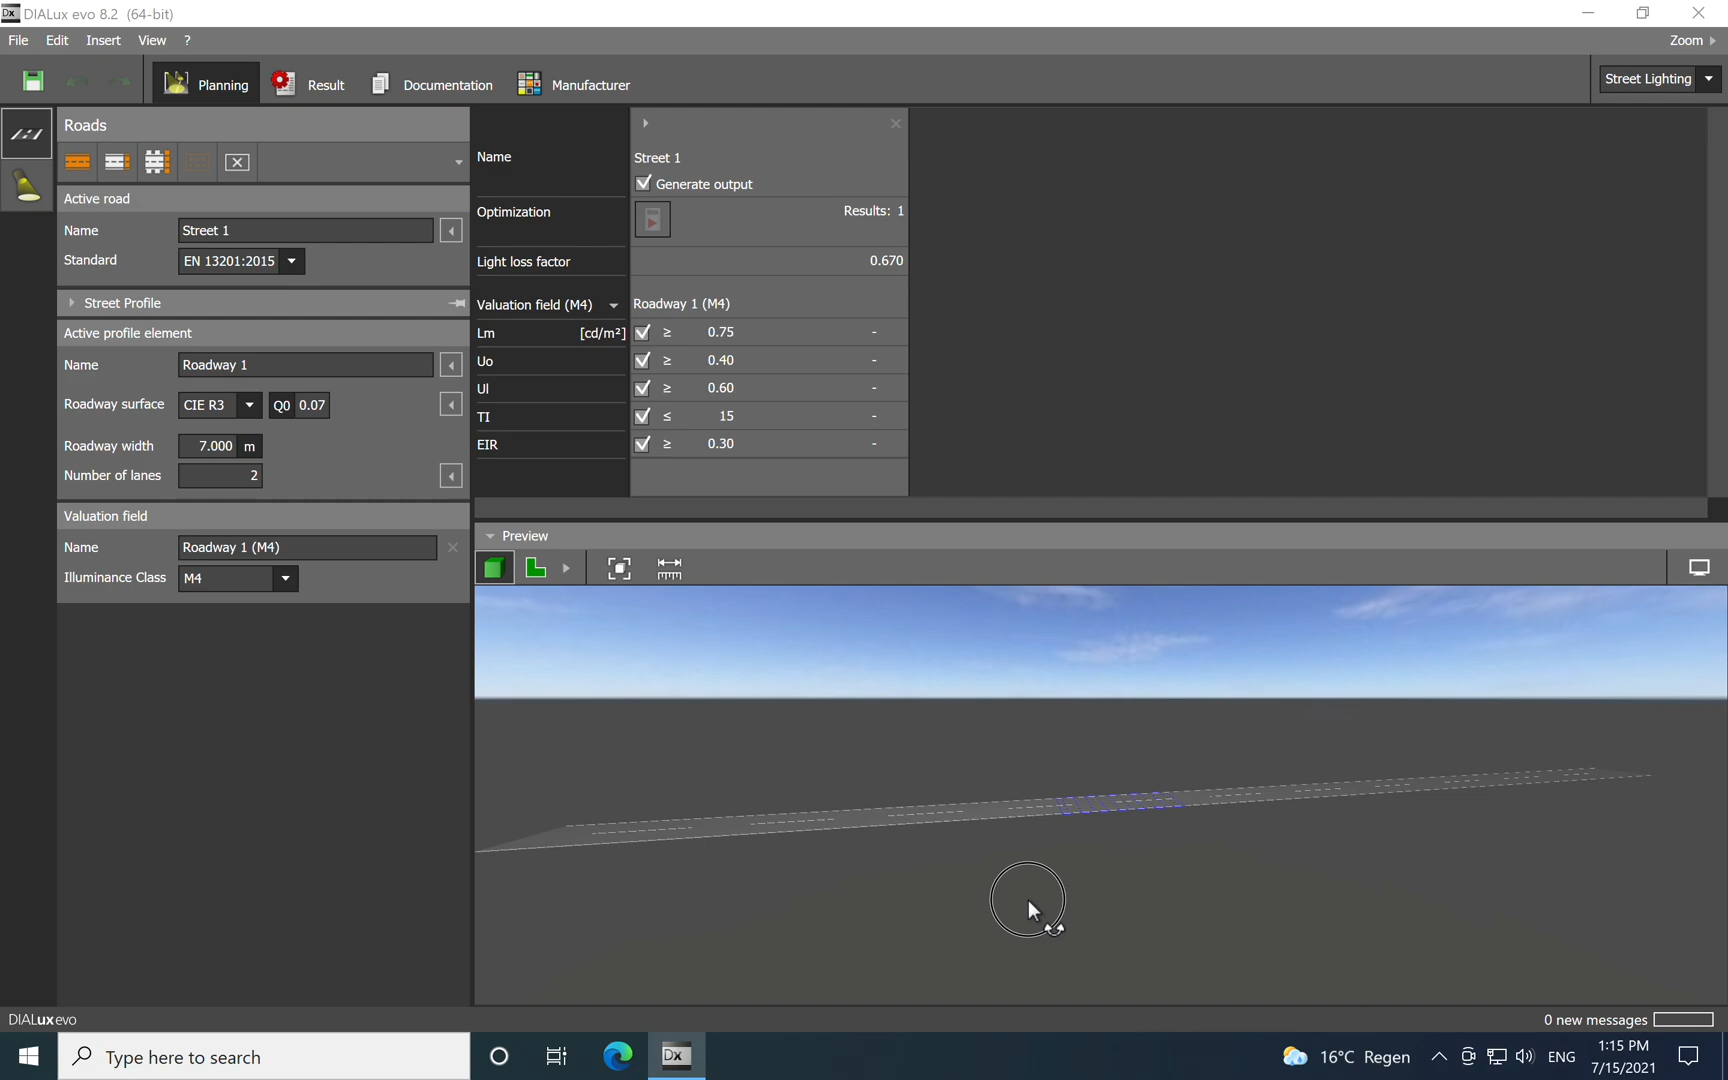 Dx DIALux evo 8.2 (64-bit)
File Edit Insert View ? Zoom
Planning Result Documentation Manufacturer Street Lighting
Roads
Active road
Name Street 1
Standard EN 13201:2015
Street Profile
Active profile element
Name Roadway 1
Roadway surface CIE R3 Q0 0.07
Roadway width 7.000 m
Number of lanes 2
Valuation field
Name Roadway 1 (M4)
Illuminance Class M4
Name Street 1
Generate output
Optimization Results: 1
Light loss factor 0.670
Valuation field (M4) Roadway 1 (M4)
Lm [cd/m²] ≥ 0.75 -
Uo ≥ 0.40 -
Ul ≥ 0.60 -
TI ≤ 15 -
EIR ≥ 0.30 -
Preview
DIALux evo 0 new messages
Type here to search Dx 16°C Regen ENG 1:15 PM
7/15/2021